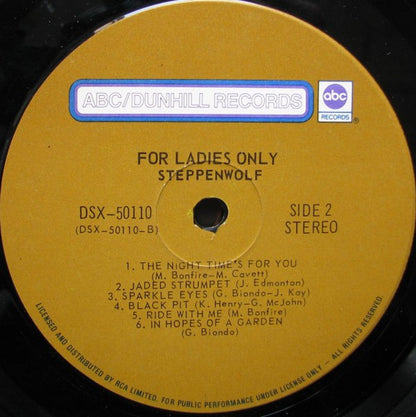 ABC/DUNHILL RECORDS
abc
RECORDS
®
FOR LADIES ONLY
STEPPENWOLF
DSX-50110
(DSX-50110-B)
SIDE 2
STEREO
1. THE NIGHT TIME'S FOR YOU
(M. Bonfire-M. Cavett)
2. JADED STRUMPET (J. Edmonton)
3. SPARKLE EYES (G. Biondo-J. Kay)
4. BLACK PIT (K. Henry-G. McJohn)
5. RIDE WITH ME (M. Bonfire)
6. IN HOPES OF A GARDEN
(G. Biondo)
LICENSED AND DISTRIBUTED BY RCA LIMITED. FOR PUBLIC PERFORMANCE UNDER LICENSE ONLY - ALL RIGHTS RESERVED.